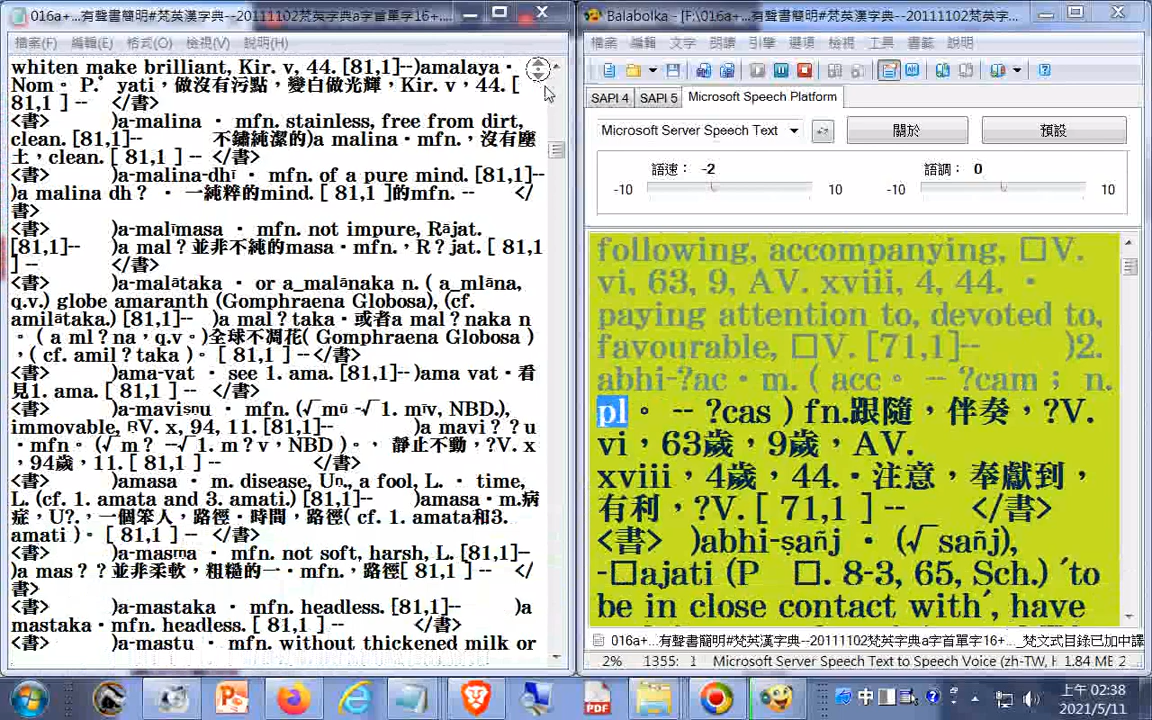 016a+...有聲書簡明#梵英漢字典--20111102梵英字典a字首單字16+...
檔案(F) 編輯(E) 格式(O) 檢視(V) 說明(H)
whiten make brilliant, Kir. v, 44. [81,1]--)amalaya・
Nom。P.’yati，做沒有污點，變白做光輝，Kir. v，44. [
81,1 ] -- </書>
<書> )a-malina ・ mfn. stainless, free from dirt,
clean. [81,1]-- 不鏽純潔的)a malina・mfn.，沒有塵
土，clean. [ 81,1 ] -- </書>
<書> )a-malina-dhī ・ mfn. of a pure mind. [81,1]--
)a malina dh ? ・ 一純粹的mind. [ 81,1 ]的mfn. -- </
書>
<書> )a-malīmasa ・ mfn. not impure, Rājat.
[81,1]-- )a mal ? 並非不純的masa・mfn.，R ? jat. [ 81,1
] -- </書>
<書> )a-malātaka ・ or a_malānaka n. ( a_mlāna,
q.v.) globe amaranth (Gomphraena Globosa), (cf.
amilātaka.) [81,1]-- )a mal ? taka・或者a mal ? naka n
。( a ml ? na，q.v。)全球不凋花( Gomphraena Globosa )
，( cf. amil ? taka )。[ 81,1 ] --</書>
<書> )ama-vat ・ see 1. ama. [81,1]--)ama vat・看
見1. ama. [ 81,1 ] -- </書>
<書> )a-maviṣṇu ・ mfn. (√mū -√1. mīv, NBD.),
immovable, ṛV. x, 94, 11. [81,1]-- )a mavi ? ? u
・mfn。(√m ? --√1. m ? v，NBD )。，靜止不動，?V. x
，94歲，11. [ 81,1 ] -- </書>
<書> )amasa ・ m. disease, Uṇ., a fool, L. ・ time,
L. (cf. 1. amata and 3. amati.) [81,1]-- )amasa・m.病
症，U?.，一個笨人，路徑・時間，路徑( cf. 1. amata和3.
amati )。[ 81,1 ] -- </書>
<書> )a-masṛṇa ・ mfn. not soft, harsh, L. [81,1]--
)a mas ? ? 並非柔軟，粗糙的一・mfn.，路徑[ 81,1 ] -- </
書>
<書> )a-mastaka ・ mfn. headless. [81,1]-- )a
mastaka・mfn. headless. [ 81,1 ] -- </書>
<書> )a-mastu ・ mfn. without thickened milk or
Balabolka - [F:\016a+...有聲書簡明#梵英漢字典--20111102梵英字...
檔案 編輯 文字 朗讀 引擎 選項 檢視 工具 書籤 說明
SAPI 4 SAPI 5 Microsoft Speech Platform
Microsoft Server Speech Text 關於 預設
語速： -2 語調： 0
-10 10 -10 10
following, accompanying, □V.
vi, 63, 9, AV. xviii, 4, 44. ・
paying attention to, devoted to,
favourable, □V. [71,1]-- )2.
abhi-?ac・m. ( acc。-- ?cam； n.
pl。-- ?cas ) fn.跟隨，伴奏，?V.
vi，63歲，9歲，AV.
xviii，4歲，44.・注意，奉獻到，
有利，?V. [ 71,1 ] -- </書>
<書> )abhi-ṣañj ・ (√sañj),
-□ajati (P □. 8-3, 65, Sch.) 'to
be in close contact with', have
016a+...有聲書簡明#梵英漢字典--20111102梵英字典a字首單字16+..._梵文式目錄已加中譯
2% 1355: 1 Microsoft Server Speech Text to Speech Voice (zh-TW, H 1.84 ME 2
中
上午 02:38
2021/5/11